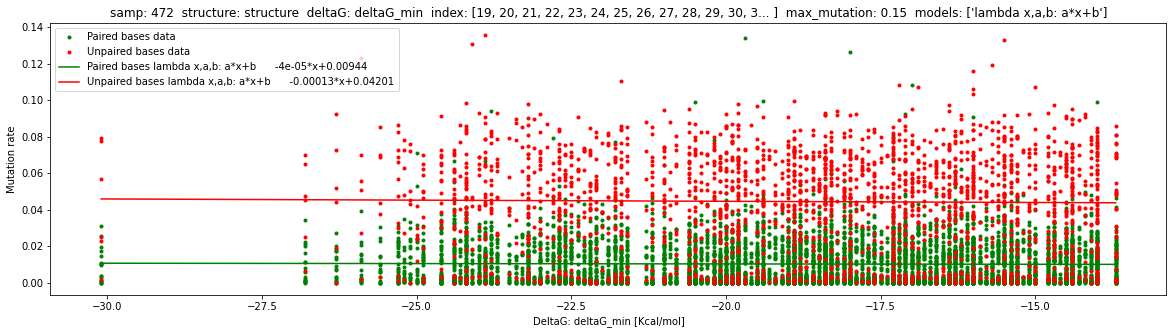 samp: 472  structure: structure  deltaG: deltaG_min  index: [19, 20, 21, 22, 23, 24, 25, 26, 27, 28, 29, 30, 3... ]  max_mutation: 0.15  models: ['lambda x,a,b: a*x+b']
Paired bases data
Unpaired bases data
Paired bases lambda x,a,b: a*x+b      -4e-05*x+0.00944
Unpaired bases lambda x,a,b: a*x+b      -0.00013*x+0.04201
Mutation rate
0.14
0.12
0.10
0.08
0.06
0.04
0.02
0.00
−30.0 −27.5 −25.0 −22.5 −20.0 −17.5 −15.0
DeltaG: deltaG_min [Kcal/mol]